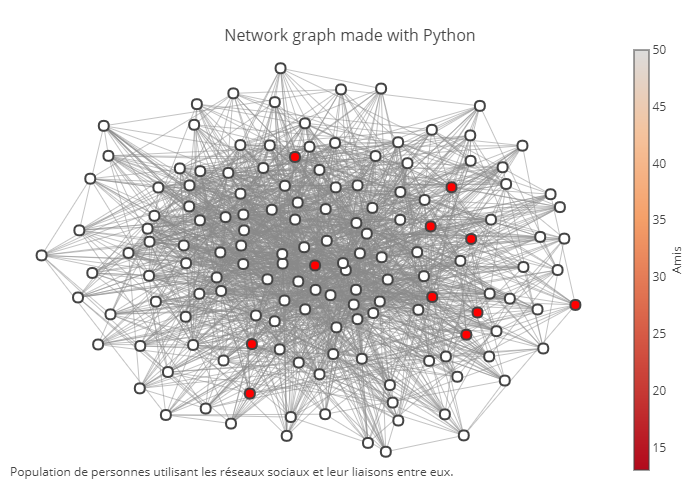 Network graph made with Python
50
45
40
35
30
25
20
15
Amis
Population de personnes utilisant les réseaux sociaux et leur liaisons entre eux.